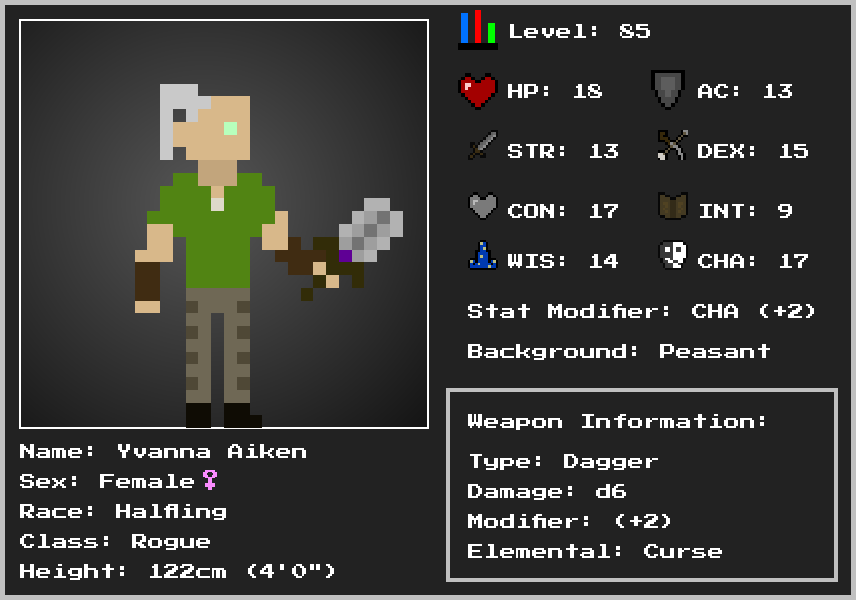 Level: 85
HP: 18
AC: 13
STR: 13
DEX: 15
CON: 17
INT: 9
WIS: 14
CHA: 17
Stat Modifier: CHA (+2)
Background: Peasant
Weapon Information:
Type: Dagger
Damage: d6
Modifier: (+2)
Elemental: Curse
Name: Yvanna Aiken
Sex: Female♀
Race: Halfling
Class: Rogue
Height: 122cm (4'0")